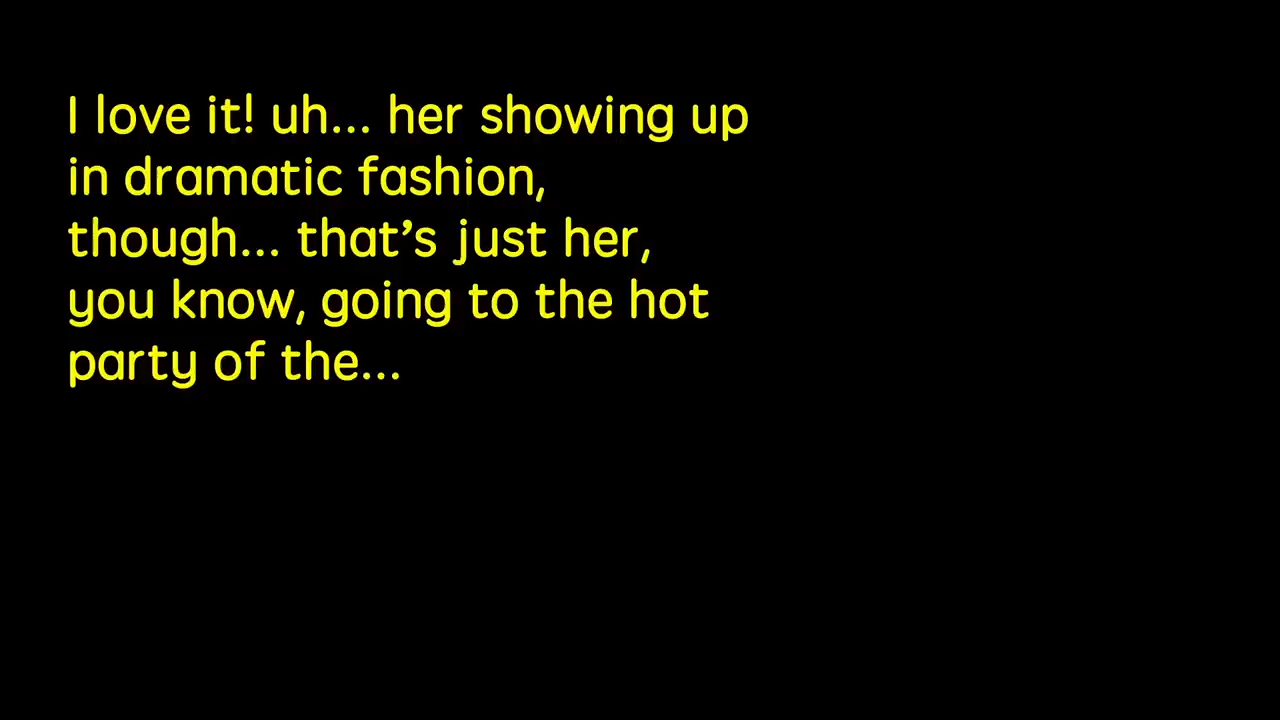 I love it! uh... her showing up
in dramatic fashion,
though... that’s just her,
you know, going to the hot
party of the...